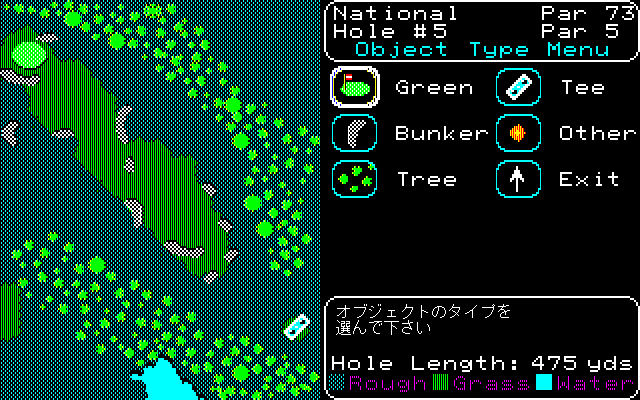 National Par 73
Hole #5 Par 5
Object Type Menu
Green Tee
Bunker Other
Tree Exit
オブジェクトのタイプを
選んで下さい
Hole Length: 475 yds
Rough Grass Water